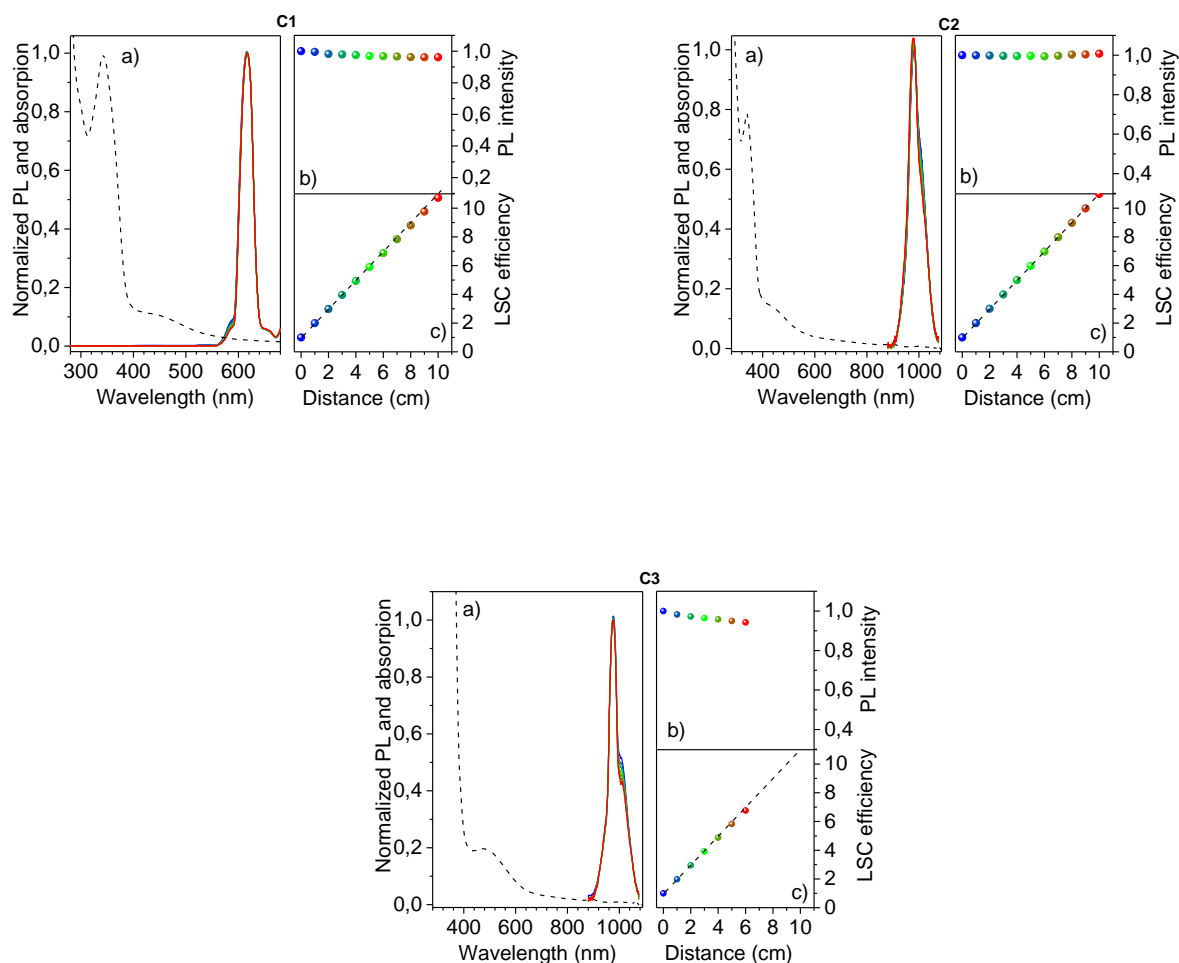 C1
a)
1,0
0,8
0,6
0,4
0,2
0,0
Normalized PL and absorpion
300 400 500 600
Wavelength (nm)
b)
1,0
0,8
0,6
0,4
0,2
PL intensity
c)
10
8
6
4
2
0
LSC efficiency
0 2 4 6 8 10
Distance (cm)
C2
a)
1,0
0,8
0,6
0,4
0,2
0,0
Normalized PL and absorpion
400 600 800 1000
Wavelength (nm)
b)
1,0
0,8
0,6
0,4
PL intensity
c)
10
8
6
4
2
0
LSC efficiency
0 2 4 6 8 10
Distance (cm)
C3
a)
1,0
0,8
0,6
0,4
0,2
0,0
Normalized PL and absorpion
400 600 800 1000
Wavelength (nm)
b)
1,0
0,8
0,6
0,4
PL intensity
c)
10
8
6
4
2
0
LSC efficiency
0 2 4 6 8 10
Distance (cm)